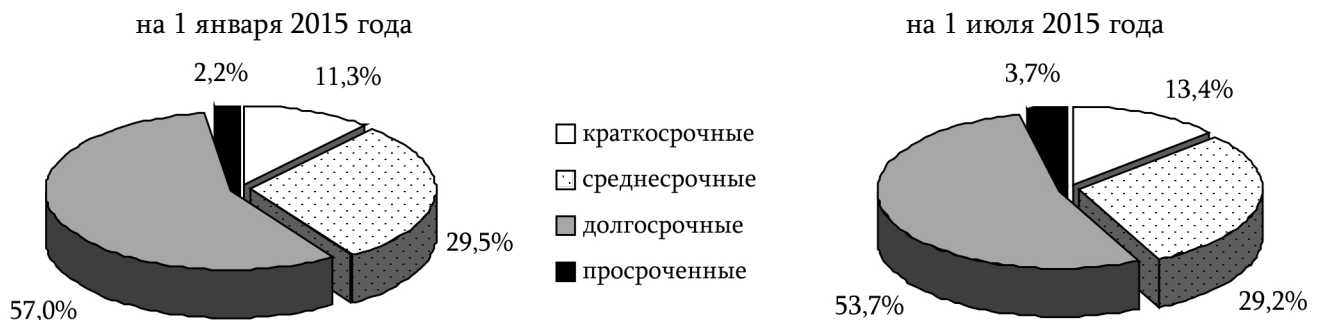 на 1 января 2015 года
на 1 июля 2015 года
2,2%
11,3%
3,7%
13,4%
краткосрочные
среднесрочные
долгосрочные
просроченные
29,5%
57,0%
53,7%
29,2%